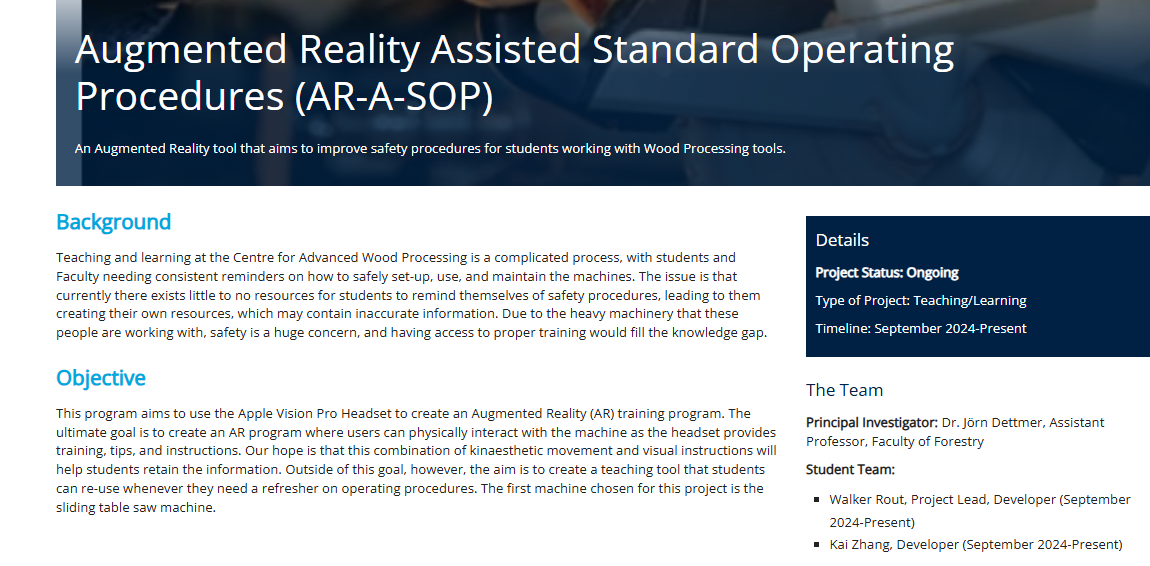 Augmented Reality Assisted Standard Operating
Procedures (AR-A-SOP)
An Augmented Reality tool that aims to improve safety procedures for students working with Wood Processing tools.
Background
Teaching and learning at the Centre for Advanced Wood Processing is a complicated process, with students and
Faculty needing consistent reminders on how to safely set-up, use, and maintain the machines. The issue is that
currently there exists little to no resources for students to remind themselves of safety procedures, leading to them
creating their own resources, which may contain inaccurate information. Due to the heavy machinery that these
people are working with, safety is a huge concern, and having access to proper training would fill the knowledge gap.
Objective
This program aims to use the Apple Vision Pro Headset to create an Augmented Reality (AR) training program. The
ultimate goal is to create an AR program where users can physically interact with the machine as the headset provides
training, tips, and instructions. Our hope is that this combination of kinaesthetic movement and visual instructions will
help students retain the information. Outside of this goal, however, the aim is to create a teaching tool that students
can re-use whenever they need a refresher on operating procedures. The first machine chosen for this project is the
sliding table saw machine.
Details
Project Status: Ongoing
Type of Project: Teaching/Learning
Timeline: September 2024-Present
The Team
Principal Investigator: Dr. Jörn Dettmer, Assistant
Professor, Faculty of Forestry
Student Team:
▪ Walker Rout, Project Lead, Developer (September
2024-Present)
▪ Kai Zhang, Developer (September 2024-Present)